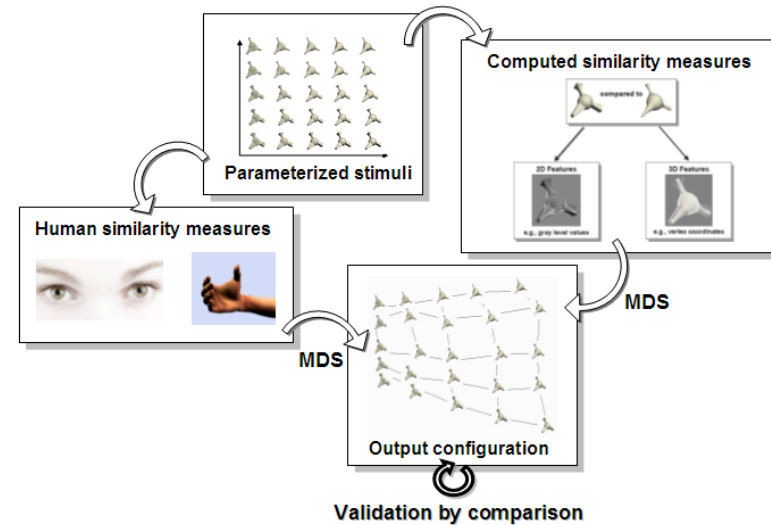 Parameterized stimuli
Computed similarity measures
compared to
2D Features
e.g., gray level values
3D Features
e.g., vertex coordinates
Human similarity measures
MDS
MDS
Output configuration
Validation by comparison